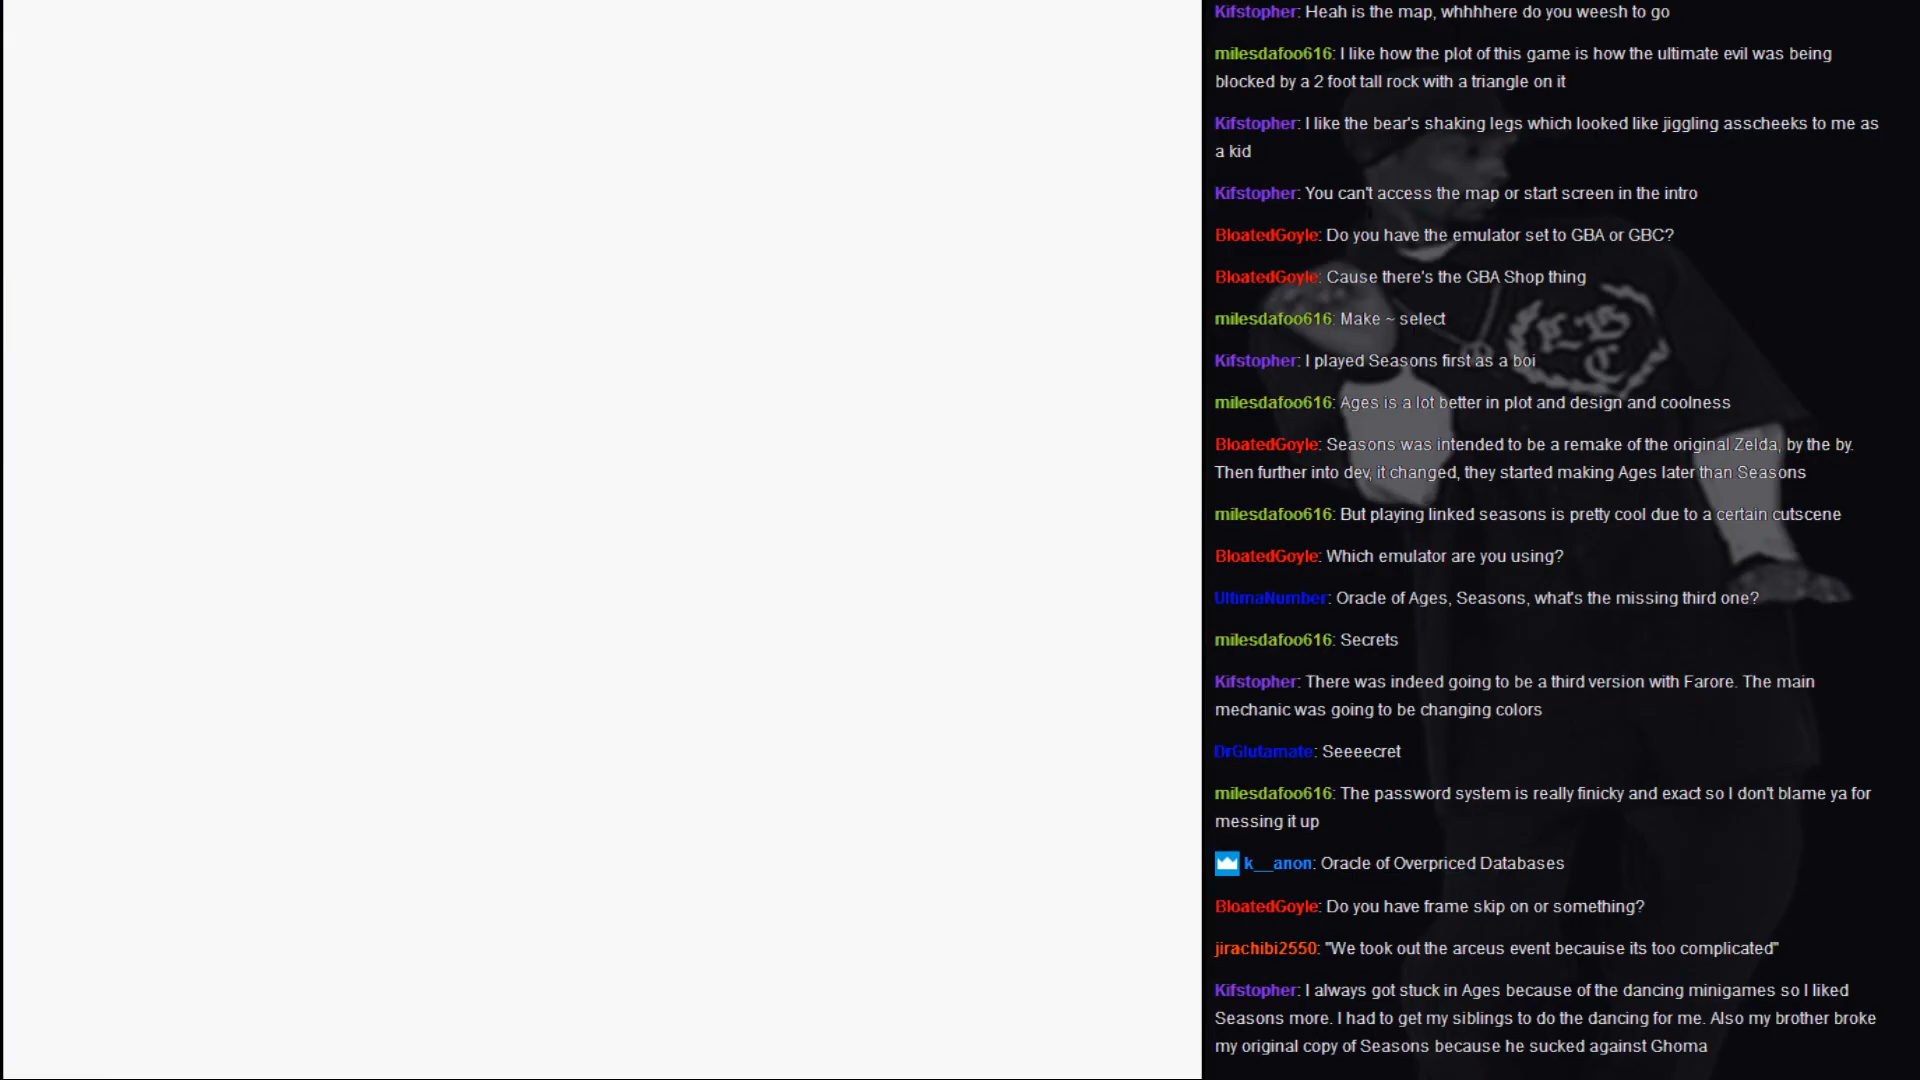 Kifstopher: Heah is the map, whhhhere do you weesh to go
milesdafoo616: I like how the plot of this game is how the ultimate evil was being
blocked by a 2 foot tall rock with a triangle on it
Kifstopher: I like the bear's shaking legs which looked like jiggling asscheeks to me as
a kid
Kifstopher: You can't access the map or start screen in the intro
BloatedGoyle: Do you have the emulator set to GBA or GBC?
BloatedGoyle: Cause there's the GBA Shop thing
milesdafoo616: Make ~ select
Kifstopher: I played Seasons first as a boi
milesdafoo616: Ages is a lot better in plot and design and coolness
BloatedGoyle: Seasons was intended to be a remake of the original Zelda, by the by.
Then further into dev, it changed, they started making Ages later than Seasons
milesdafoo616: But playing linked seasons is pretty cool due to a certain cutscene
BloatedGoyle: Which emulator are you using?
UltimaNumber: Oracle of Ages, Seasons, what's the missing third one?
milesdafoo616: Secrets
Kifstopher: There was indeed going to be a third version with Farore. The main
mechanic was going to be changing colors
DrGlutamate: Seeeecret
milesdafoo616: The password system is really finicky and exact so I don't blame ya for
messing it up
k__anon: Oracle of Overpriced Databases
BloatedGoyle: Do you have frame skip on or something?
jirachibi2550: "We took out the arceus event becauise its too complicated"
Kifstopher: I always got stuck in Ages because of the dancing minigames so I liked
Seasons more. I had to get my siblings to do the dancing for me. Also my brother broke
my original copy of Seasons because he sucked against Ghoma